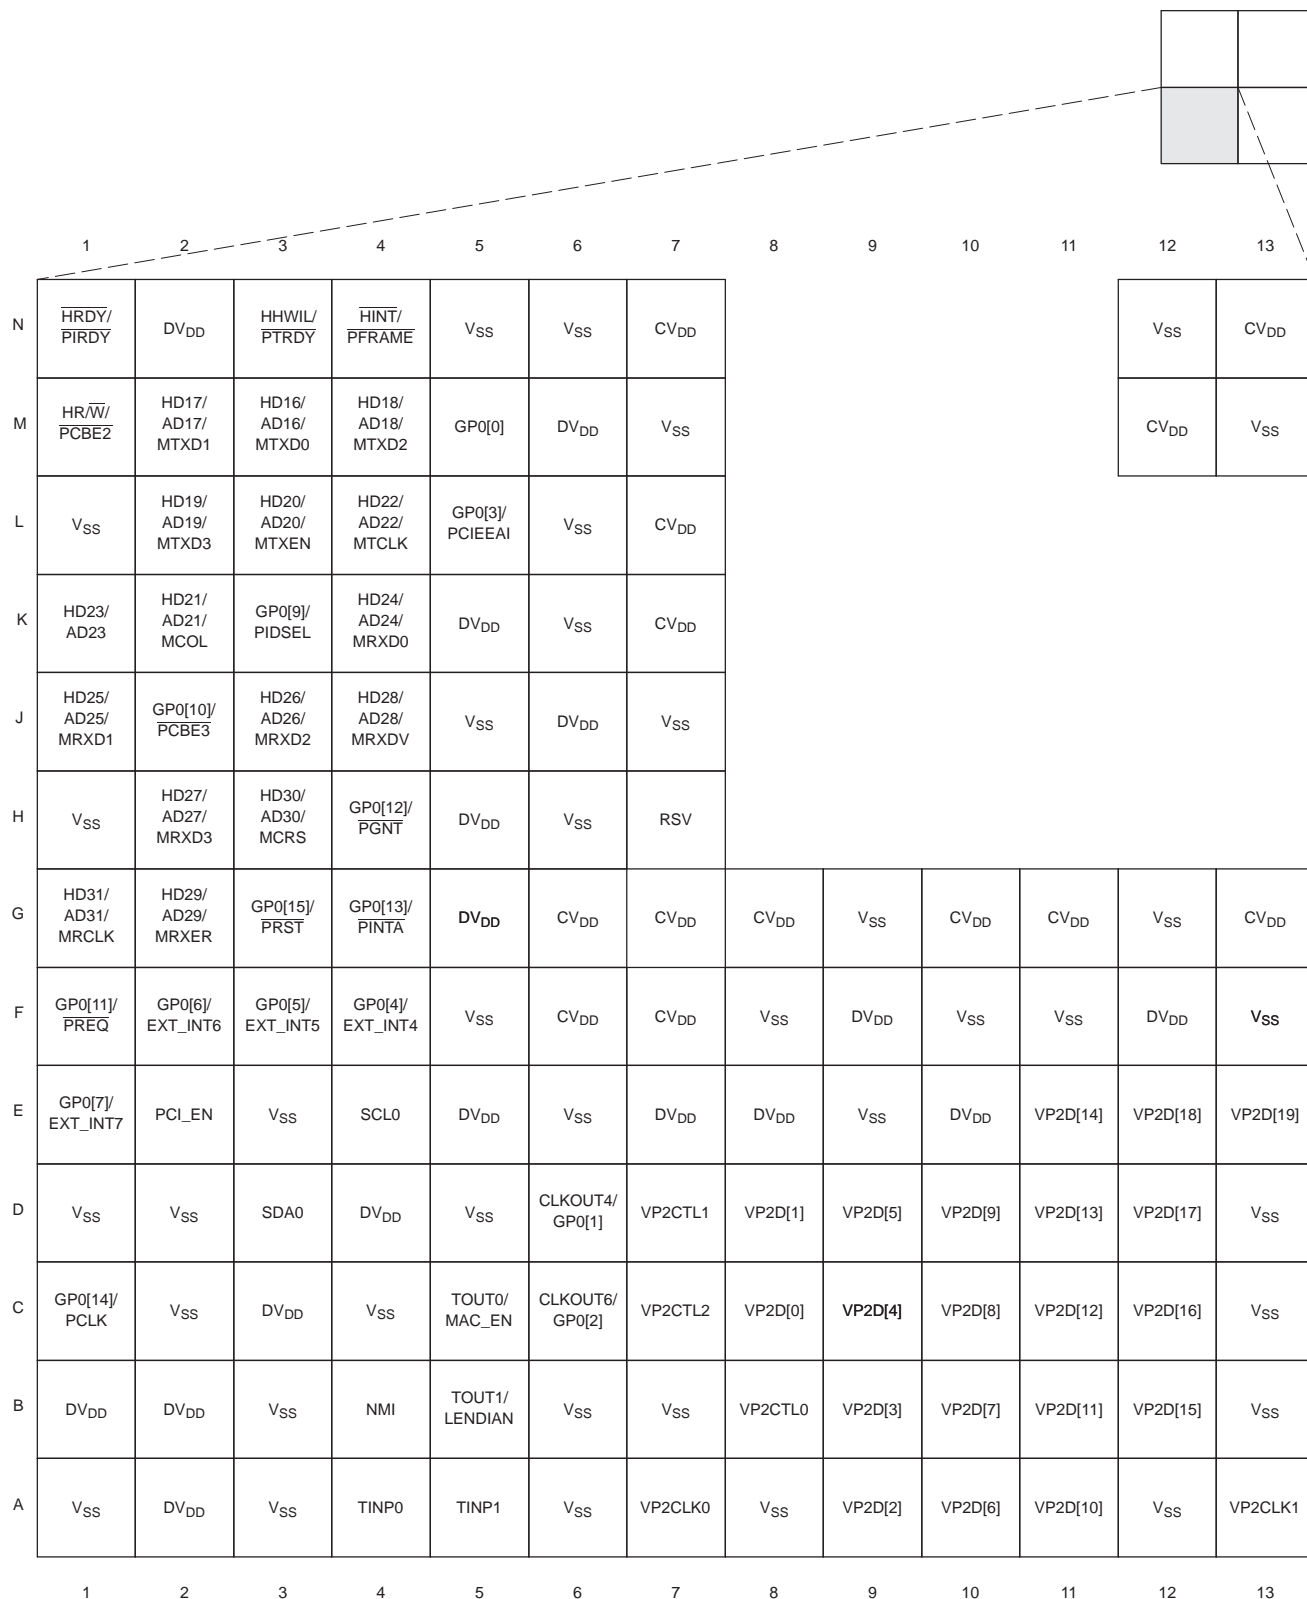 1 2 3 4 5 6 7 8 9 10 11 12 13
N
HRDY/
PIRDY
DVDD
HHWIL/
PTRDY
HINT/
PFRAME
VSS
VSS
CVDD
VSS
CVDD
M
HR/W/
PCBE2
HD17/
AD17/
MTXD1
HD16/
AD16/
MTXD0
HD18/
AD18/
MTXD2
GP0[0]
DVDD
VSS
CVDD
VSS
L
VSS
HD19/
AD19/
MTXD3
HD20/
AD20/
MTXEN
HD22/
AD22/
MTCLK
GP0[3]/
PCIEEAI
VSS
CVDD
K
HD23/
AD23
HD21/
AD21/
MCOL
GP0[9]/
PIDSEL
HD24/
AD24/
MRXD0
DVDD
VSS
CVDD
J
HD25/
AD25/
MRXD1
GP0[10]/
PCBE3
HD26/
AD26/
MRXD2
HD28/
AD28/
MRXDV
VSS
DVDD
VSS
H
VSS
HD27/
AD27/
MRXD3
HD30/
AD30/
MCRS
GP0[12]/
PGNT
DVDD
VSS
RSV
G
HD31/
AD31/
MRCLK
HD29/
AD29/
MRXER
GP0[15]/
PRST
GP0[13]/
PINTA
DVDD
CVDD
CVDD
CVDD
VSS
CVDD
CVDD
VSS
CVDD
F
GP0[11]/
PREQ
GP0[6]/
EXT_INT6
GP0[5]/
EXT_INT5
GP0[4]/
EXT_INT4
VSS
CVDD
CVDD
VSS
DVDD
VSS
VSS
DVDD
VSS
E
GP0[7]/
EXT_INT7
PCI_EN
VSS
SCL0
DVDD
VSS
DVDD
DVDD
VSS
DVDD
VP2D[14]
VP2D[18]
VP2D[19]
D
VSS
VSS
SDA0
DVDD
VSS
CLKOUT4/
GP0[1]
VP2CTL1
VP2D[1]
VP2D[5]
VP2D[9]
VP2D[13]
VP2D[17]
VSS
C
GP0[14]/
PCLK
VSS
DVDD
VSS
TOUT0/
MAC_EN
CLKOUT6/
GP0[2]
VP2CTL2
VP2D[0]
VP2D[4]
VP2D[8]
VP2D[12]
VP2D[16]
VSS
B
DVDD
DVDD
VSS
NMI
TOUT1/
LENDIAN
VSS
VSS
VP2CTL0
VP2D[3]
VP2D[7]
VP2D[11]
VP2D[15]
VSS
A
VSS
DVDD
VSS
TINP0
TINP1
VSS
VP2CLK0
VSS
VP2D[2]
VP2D[6]
VP2D[10]
VSS
VP2CLK1
1 2 3 4 5 6 7 8 9 10 11 12 13